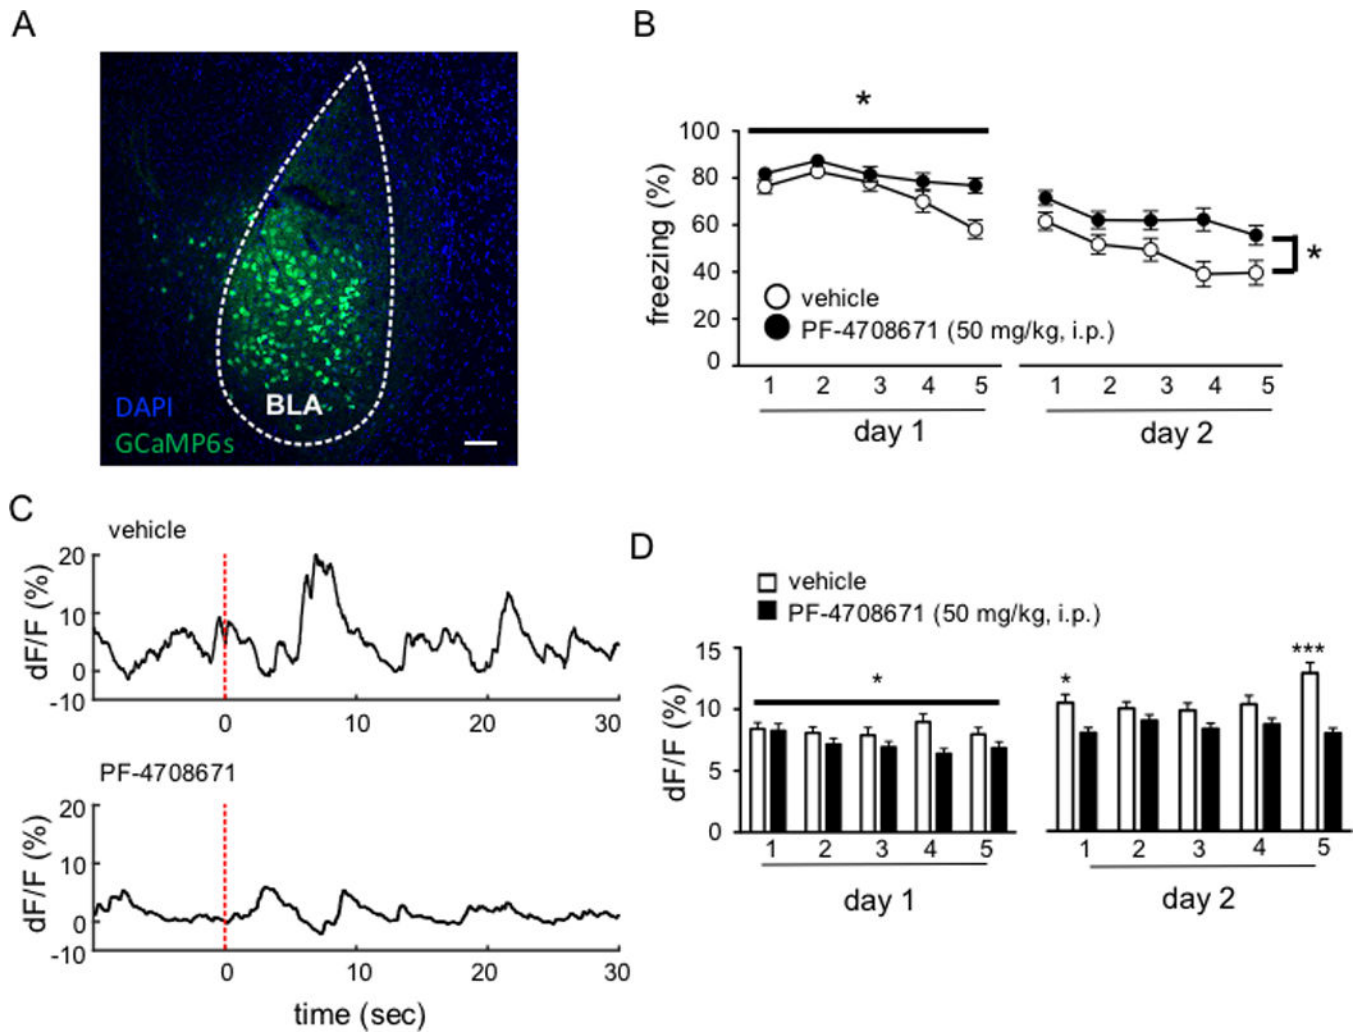 A
DAPI
GCaMP6s
BLA
B
*
freezing (%)
100
80
60
40
20
0
vehicle
PF-4708671 (50 mg/kg, i.p.)
*
1 2 3 4 5
day 1
1 2 3 4 5
day 2
C
vehicle
dF/F (%)
20
10
0
-10
0 10 20 30
PF-4708671
dF/F (%)
20
10
0
-10
0 10 20 30
time (sec)
D
vehicle
PF-4708671 (50 mg/kg, i.p.)
dF/F (%)
15
10
5
0
*
* ***
1 2 3 4 5
day 1
1 2 3 4 5
day 2